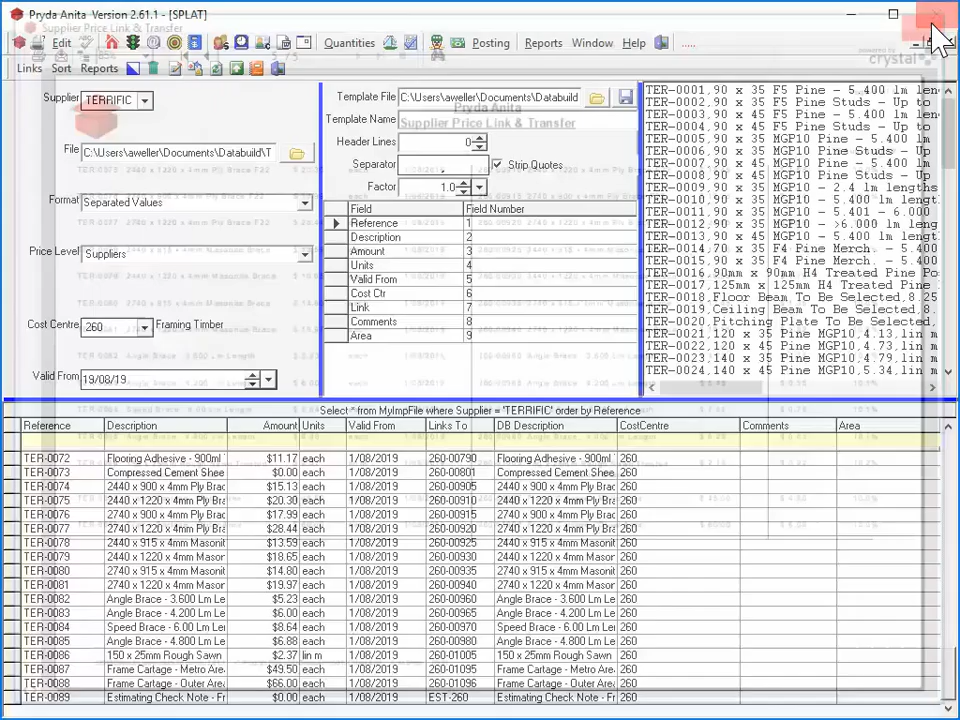 Pryda Anita Version 2.61.1 - [SPLAT]
Supplier Price Link & Transfer
Edit Quantities Posting Reports Window Help .....
powered by
crystal
Links Sort Reports
Supplier TERRIFIC
File C:\Users\aweller\Documents\Databuild\T
Format Separated Values
Price Level Suppliers
Cost Centre 260 Framing Timber
Valid From 19/08/19
Template File C:\Users\aweller\Documents\Databuild
Pryda Anita
Template Name Supplier Price Link & Transfer
Header Lines 0
Separator , Strip Quotes
Factor 1.0
Field Field Number
Reference 1
Description 2
Amount 3
Units 4
Valid From 5
Cost Ctr 6
Link 7
Comments 8
Area 9
TER-0001,90 x 35 F5 Pine - 5.400 lm leng
TER-0002,90 x 35 F5 Pine Studs - Up to
TER-0003,90 x 45 F5 Pine - 5.400 lm leng
TER-0004,90 x 45 F5 Pine Studs - Up to
TER-0005,90 x 35 MGP10 Pine - 5.400 lm
TER-0006,90 x 35 MGP10 Pine Studs - Up
TER-0007,90 x 45 MGP10 Pine - 5.400 lm
TER-0008,90 x 45 MGP10 Pine Studs - Up
TER-0009,90 x 35 MGP10 - 2.4 lm lengths
TER-0010,90 x 35 MGP10 - 5.400 lm length
TER-0011,90 x 35 MGP10 - 5.401 - 6.000
TER-0012,90 x 35 MGP10 - >6.000 lm leng
TER-0013,90 x 45 MGP10 - 5.400 lm length
TER-0014,70 x 35 F4 Pine Merch. - 5.400
TER-0015,90 x 35 F4 Pine Merch. - 5.400
TER-0016,90mm x 90mm H4 Treated Pine Po
TER-0017,125mm x 125mm H4 Treated Pine
TER-0018,Floor Beam To Be Selected,8.25
TER-0019,Ceiling Beam To Be Selected,8.
TER-0020,Pitching Plate To Be Selected,
TER-0021,120 x 35 Pine MGP10,4.13,lin m
TER-0022,120 x 45 Pine MGP10,4.73,lin m
TER-0023,140 x 35 Pine MGP10,4.79,lin m
TER-0024,140 x 45 Pine MGP10,5.34,lin m
Select * from MyImpFile where Supplier = 'TERRIFIC' order by Reference
Reference Description Amount Units Valid From Links To DB Description CostCentre Comments Area
TER-0072 Flooring Adhesive - 900ml $11.17 each 1/08/2019 260-00790 Flooring Adhesive - 900ml 260
TER-0073 Compressed Cement Shee $0.00 each 1/08/2019 260-00801 Compressed Cement Shee 260
TER-0074 2440 x 900 x 4mm Ply Brac $15.13 each 1/08/2019 260-00905 2440 x 900 x 4mm Ply Brac 260
TER-0075 2440 x 1220 x 4mm Ply Bra $20.30 each 1/08/2019 260-00910 2440 x 1220 x 4mm Ply Bra 260
TER-0076 2740 x 900 x 4mm Ply Brac $17.99 each 1/08/2019 260-00915 2740 x 900 x 4mm Ply Brac 260
TER-0077 2740 x 1220 x 4mm Ply Bra $28.44 each 1/08/2019 260-00920 2740 x 1220 x 4mm Ply Bra 260
TER-0078 2440 x 915 x 4mm Masonit $13.59 each 1/08/2019 260-00925 2440 x 915 x 4mm Masonit 260
TER-0079 2440 x 1220 x 4mm Masor $18.65 each 1/08/2019 260-00930 2440 x 1220 x 4mm Masor 260
TER-0080 2740 x 915 x 4mm Masonit $14.80 each 1/08/2019 260-00935 2740 x 915 x 4mm Masonit 260
TER-0081 2740 x 1220 x 4mm Masor $19.97 each 1/08/2019 260-00940 2740 x 1220 x 4mm Masor 260
TER-0082 Angle Brace - 3.600 Lm Le $5.23 each 1/08/2019 260-00960 Angle Brace - 3.600 Lm Le 260
TER-0083 Angle Brace - 4.200 Lm Le $6.00 each 1/08/2019 260-00965 Angle Brace - 4.200 Lm Le 260
TER-0084 Speed Brace - 6.00 Lm Ler $8.64 each 1/08/2019 260-00970 Speed Brace - 6.00 Lm Ler 260
TER-0085 Angle Brace - 4.800 Lm Le $6.88 each 1/08/2019 260-00980 Angle Brace - 4.800 Lm Le 260
TER-0086 150 x 25mm Rough Sawn $2.37 lin m 1/08/2019 260-01005 150 x 25mm Rough Sawn 260
TER-0087 Frame Cartage - Metro Area $49.50 each 1/08/2019 260-01095 Frame Cartage - Metro Area 260
TER-0088 Frame Cartage - Outer Area $66.00 each 1/08/2019 260-01096 Frame Cartage - Outer Area 260
TER-0089 Estimating Check Note - Fr $0.00 each 1/08/2019 EST-260 Estimating Check Note - Fr 260